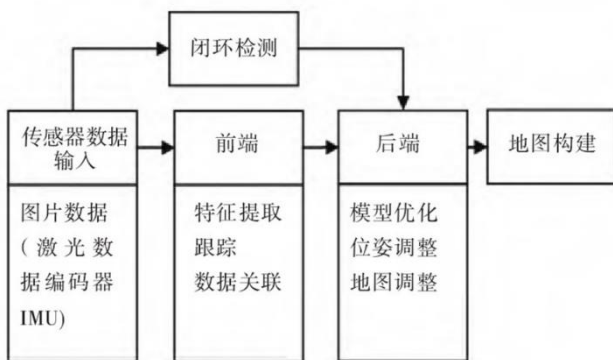 闭环检测
传感器数据
输入
前端
后端
地图构建
图片数据
(激光数
据编码器
IMU)
特征提取
跟踪
数据关联
模型优化
位姿调整
地图调整